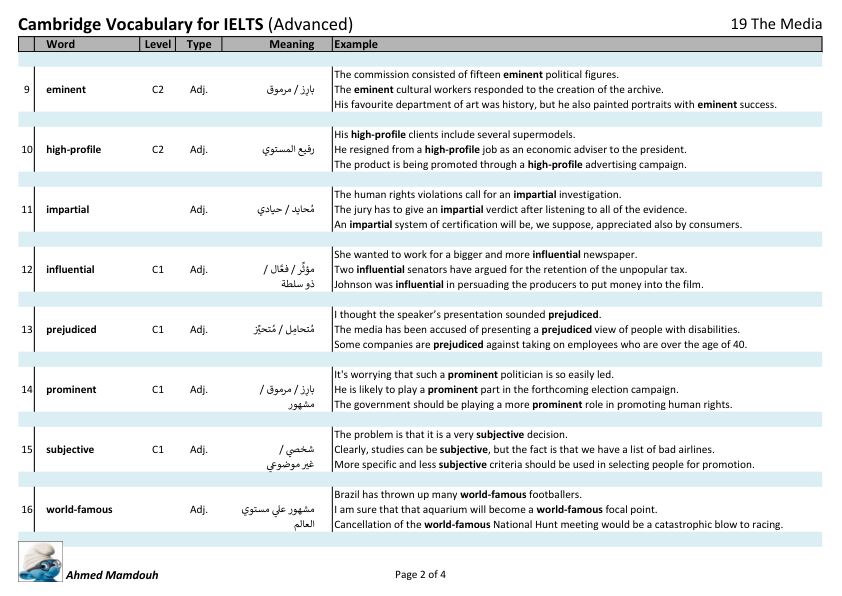 Cambridge Vocabulary for IELTS (Advanced) 19 The Media
Word Level Type Meaning Example
9 eminent C2 Adj. بارِز / مرموق
The commission consisted of fifteen eminent political figures.
The eminent cultural workers responded to the creation of the archive.
His favourite department of art was history, but he also painted portraits with eminent success.
10 high-profile C2 Adj. رفيع المستوي
His high-profile clients include several supermodels.
He resigned from a high-profile job as an economic adviser to the president.
The product is being promoted through a high-profile advertising campaign.
11 impartial Adj. مُحايد / حيادي
The human rights violations call for an impartial investigation.
The jury has to give an impartial verdict after listening to all of the evidence.
An impartial system of certification will be, we suppose, appreciated also by consumers.
12 influential C1 Adj. مؤثِّر / فعَّال /
ذو سلطة
She wanted to work for a bigger and more influential newspaper.
Two influential senators have argued for the retention of the unpopular tax.
Johnson was influential in persuading the producers to put money into the film.
13 prejudiced C1 Adj. مُتحامِل / مُتحيِّز
I thought the speaker's presentation sounded prejudiced.
The media has been accused of presenting a prejudiced view of people with disabilities.
Some companies are prejudiced against taking on employees who are over the age of 40.
14 prominent C1 Adj. بارِز / مرموق /
مشهور
It's worrying that such a prominent politician is so easily led.
He is likely to play a prominent part in the forthcoming election campaign.
The government should be playing a more prominent role in promoting human rights.
15 subjective C1 Adj. شخصي /
غير موضوعي
The problem is that it is a very subjective decision.
Clearly, studies can be subjective, but the fact is that we have a list of bad airlines.
More specific and less subjective criteria should be used in selecting people for promotion.
16 world-famous Adj. مشهور علي مستوي
العالم
Brazil has thrown up many world-famous footballers.
I am sure that that aquarium will become a world-famous focal point.
Cancellation of the world-famous National Hunt meeting would be a catastrophic blow to racing.
Ahmed Mamdouh Page 2 of 4